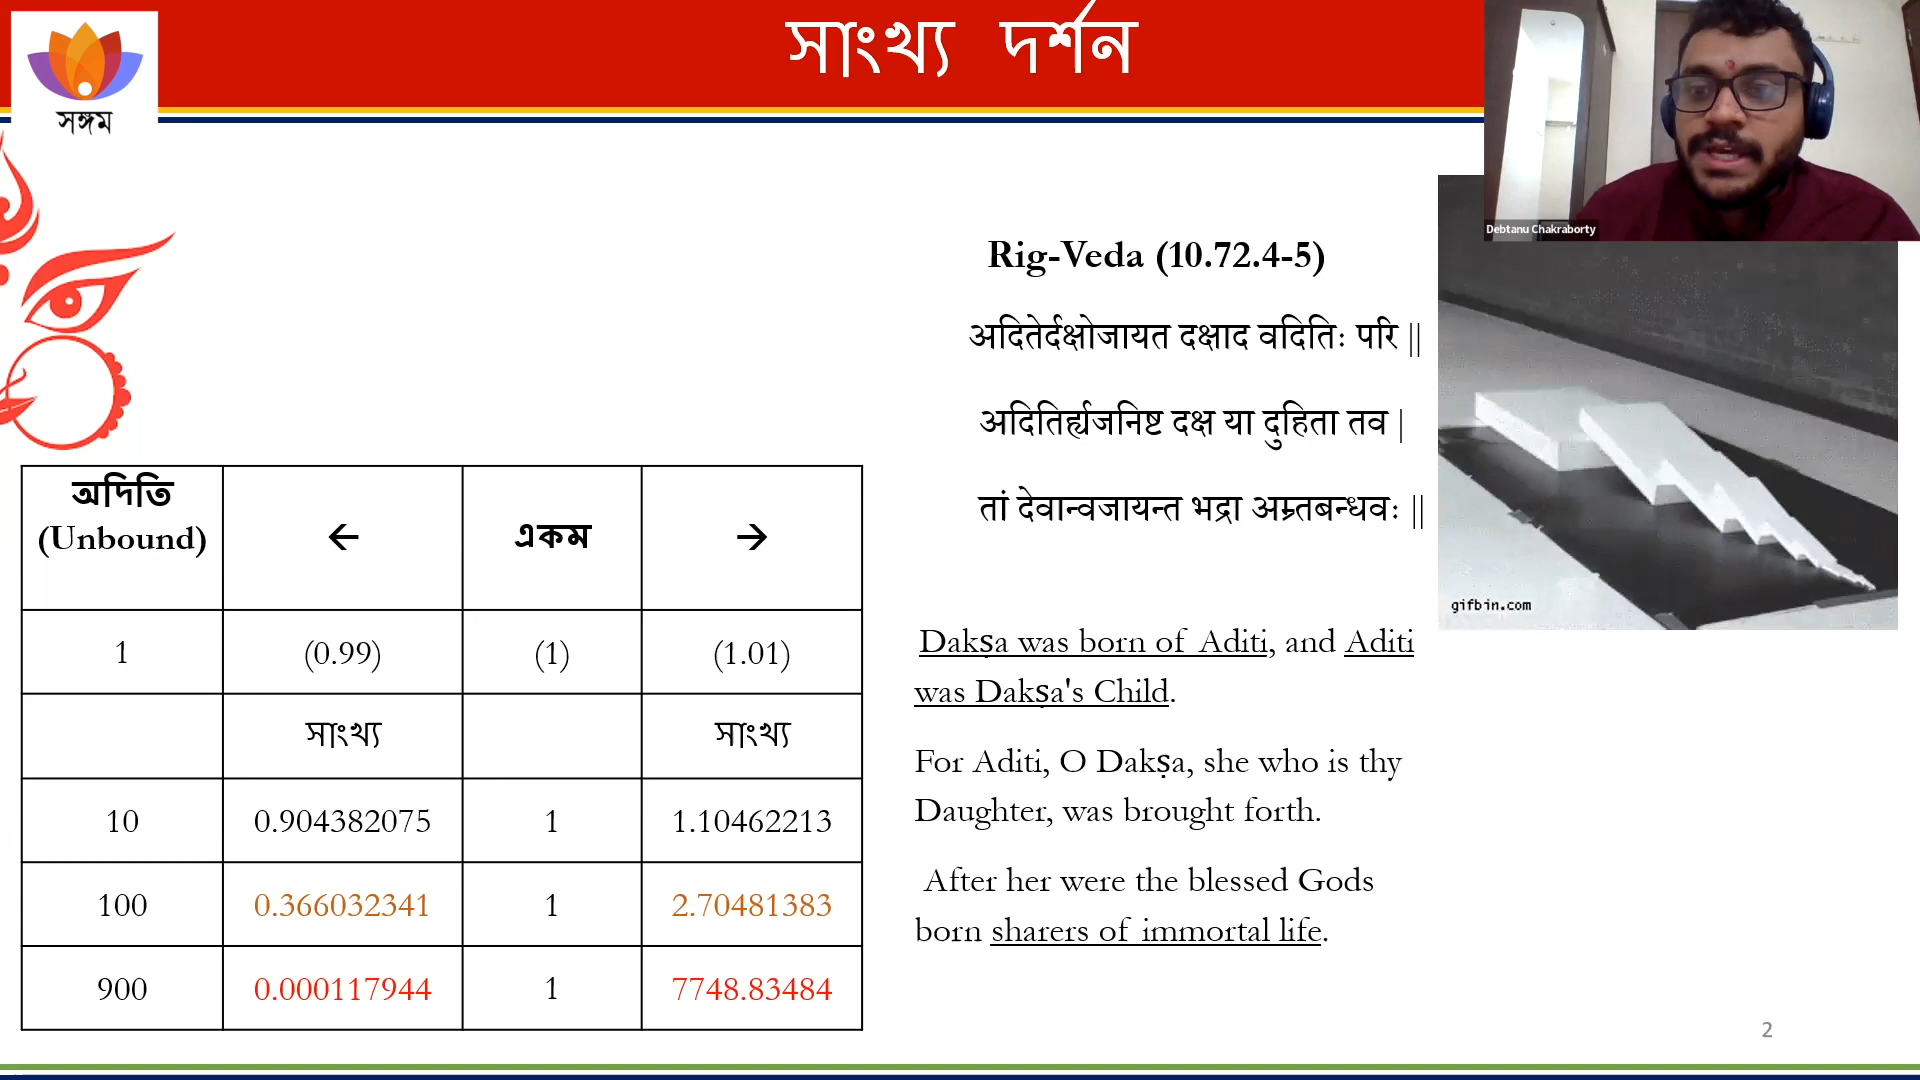 সাংখ্য দর্শন
সঙ্গম
Debtanu Chakraborty
Rig-Veda (10.72.4-5)
अदितेर्दक्षोजायत दक्षाद वदितिः परि ||
अदितिर्ह्यजनिष्ट दक्ष या दुहिता तव |
तां देवान्वजायन्त भद्रा अम्र्तबन्धवः ||
gifbin.com
অদিতি
(Unbound) ← একম →
1 (0.99) (1) (1.01)
সাংখ্য সাংখ্য
10 0.904382075 1 1.10462213
100 0.366032341 1 2.70481383
900 0.000117944 1 7748.83484
Dakṣa was born of Aditi, and Aditi
was Dakṣa's Child.
For Aditi, O Dakṣa, she who is thy
Daughter, was brought forth.
After her were the blessed Gods
born sharers of immortal life.
2